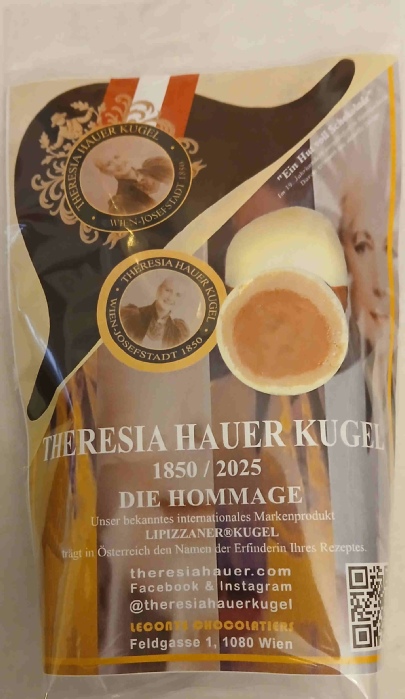 THERESIA HAUER KUGEL
WIEN-JOSEFSTADT 1850
"Ein Hund Schokolade"
THERESIA HAUER KUGEL
WIEN-JOSEFSTADT 1850
THERESIA HAUER KUGEL
1850 / 2025
DIE HOMMAGE
Unser bekanntes internationales Markenprodukt
LIPIZZANER®KUGEL
trägt in Österreich den Namen der Erfinderin Ihres Rezeptes.
theresiahauer.com
Facebook & Instagram
@theresiahauerkugel
LECONTE CHOCOLATIERS
Feldgasse 1, 1080 Wien